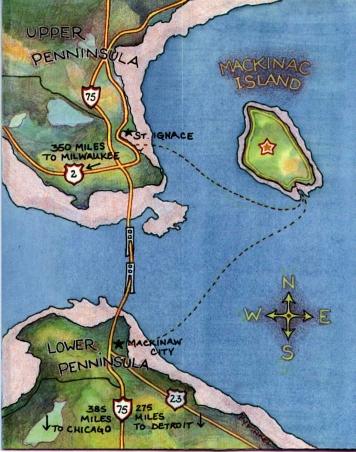 UPPER
PENNINSULA
MACKINAC
ISLAND
75
ST. IGNACE
350 MILES
TO MILWAUKEE
2
N
W E
S
MACKINAW
CITY
LOWER
PENNINSULA
23
385
MILES
TO CHICAGO
75
275
MILES
TO DETROIT